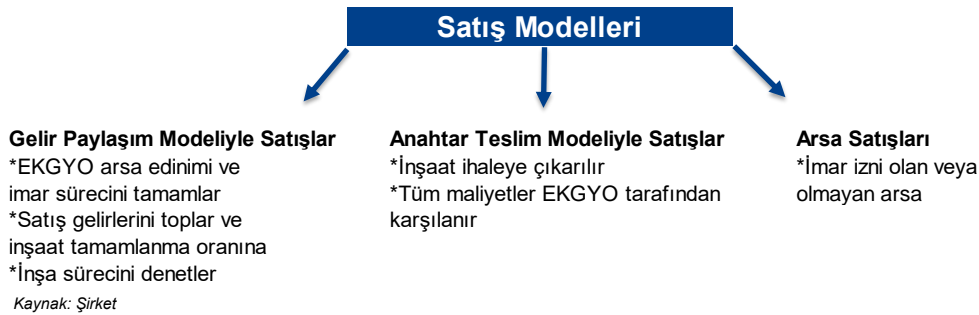 Satış Modelleri
Gelir Paylaşım Modeliyle Satışlar
*EKGYO arsa edinimi ve
imar sürecini tamamlar
*Satış gelirlerini toplar ve
inşaat tamamlanma oranına
*İnşa sürecini denetler
Kaynak: Şirket
Anahtar Teslim Modeliyle Satışlar
*İnşaat ihaleye çıkarılır
*Tüm maliyetler EKGYO tarafından
karşılanır
Arsa Satışları
*İmar izni olan veya
olmayan arsa